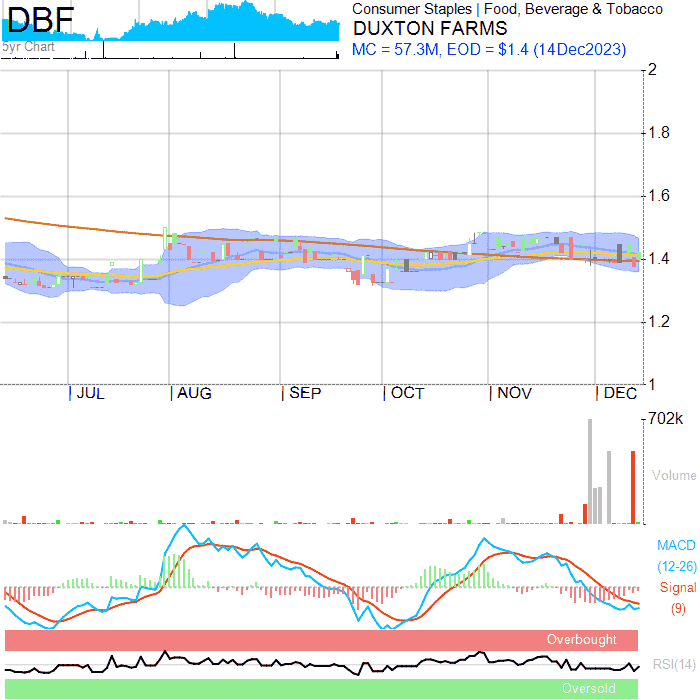 DBF
5yr Chart
Consumer Staples | Food, Beverage & Tobacco
DUXTON FARMS
MC = 57.3M, EOD = $1.4 (14Dec2023)
2
1.8
1.6
1.4
1.2
1
| JUL | AUG | SEP | OCT | NOV | DEC
702k
Volume
MACD
(12-26)
Signal
(9)
Overbought
RSI(14)
Oversold